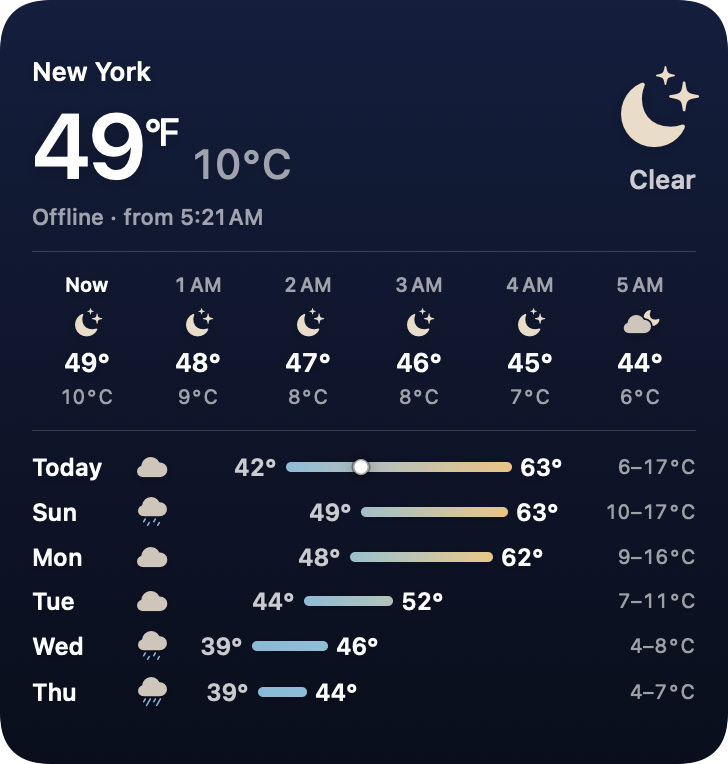 New York
49°F 10°C
Clear
Offline · from 5:21 AM
Now 1 AM 2 AM 3 AM 4 AM 5 AM
49° 48° 47° 46° 45° 44°
10°C 9°C 8°C 8°C 7°C 6°C
Today 42° 63° 6–17°C
Sun 49° 63° 10–17°C
Mon 48° 62° 9–16°C
Tue 44° 52° 7–11°C
Wed 39° 46° 4–8°C
Thu 39° 44° 4–7°C